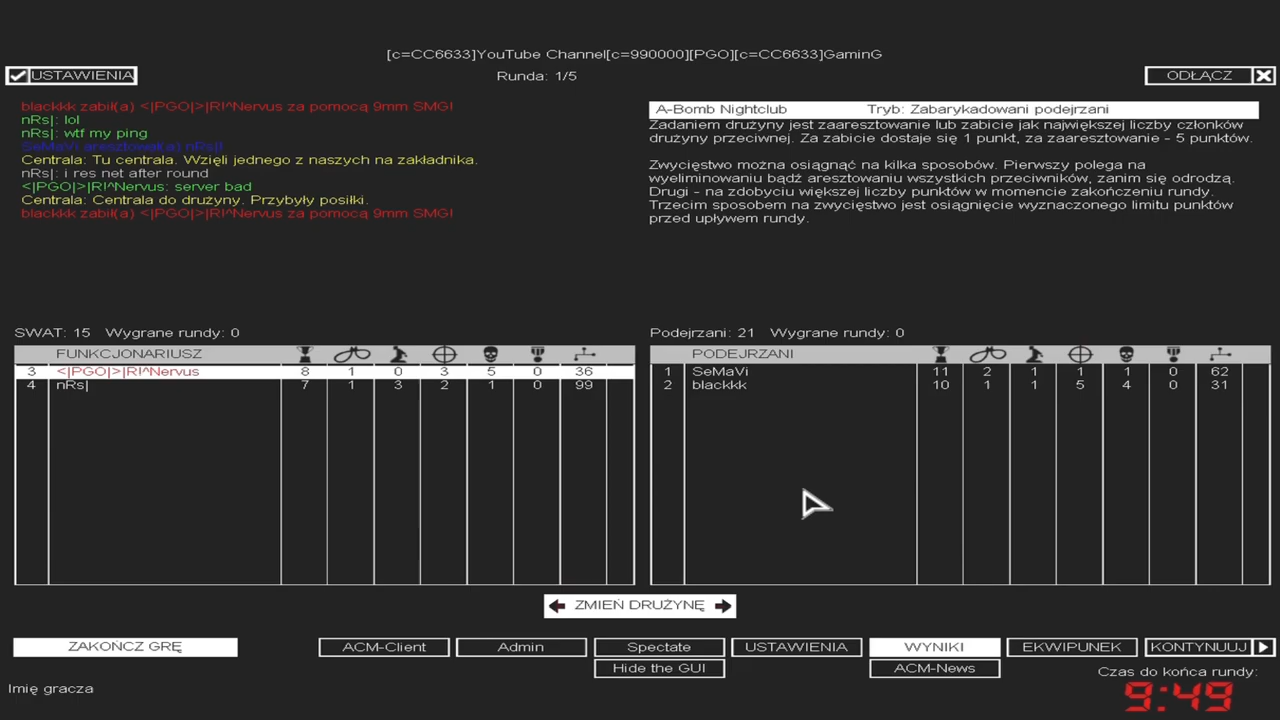 [c=CC6633]YouTube Channel[c=990000][PGO][c=CC6633]GaminG
USTAWIENIA
Runda: 1/5
ODŁĄCZ
blackkk zabił(a) <|PGO|>|RI^Nervus za pomocą 9mm SMG!
nRs|: lol
nRs|: wtf my ping
SeMaVi aresztował(a) nRs|!
Centrala: Tu centrala. Wzięli jednego z naszych na zakładnika.
nRs|: i res net after round
<|PGO|>|RI^Nervus: server bad
Centrala: Centrala do drużyny. Przybyły posiłki.
blackkk zabił(a) <|PGO|>|RI^Nervus za pomocą 9mm SMG!
A-Bomb Nightclub Tryb: Zabarykadowani podejrzani
Zadaniem drużyny jest zaaresztowanie lub zabicie jak największej liczby członków
drużyny przeciwnej. Za zabicie dostaje się 1 punkt, za zaaresztowanie - 5 punktów.
Zwycięstwo można osiągnąć na kilka sposobów. Pierwszy polega na
wyeliminowaniu bądź aresztowaniu wszystkich przeciwników, zanim się odrodzą.
Drugi - na zdobyciu większej liczby punktów w momencie zakończeniu rundy.
Trzecim sposobem na zwycięstwo jest osiągnięcie wyznaczonego limitu punktów
przed upływem rundy.
SWAT: 15 Wygrane rundy: 0
FUNKCJONARIUSZ
3 <|PGO|>|RI^Nervus 8 1 0 3 5 0 36
4 nRs| 7 1 3 2 1 0 99
Podejrzani: 21 Wygrane rundy: 0
PODEJRZANI
1 SeMaVi 11 2 1 1 1 0 62
2 blackkk 10 1 1 5 4 0 31
ZMIEŃ DRUŻYNĘ
ZAKOŃCZ GRĘ
ACM-Client
Admin
Spectate
USTAWIENIA
WYNIKI
EKWIPUNEK
KONTYNUUJ
Hide the GUI
ACM-News
Czas do końca rundy:
Imię gracza
9:49